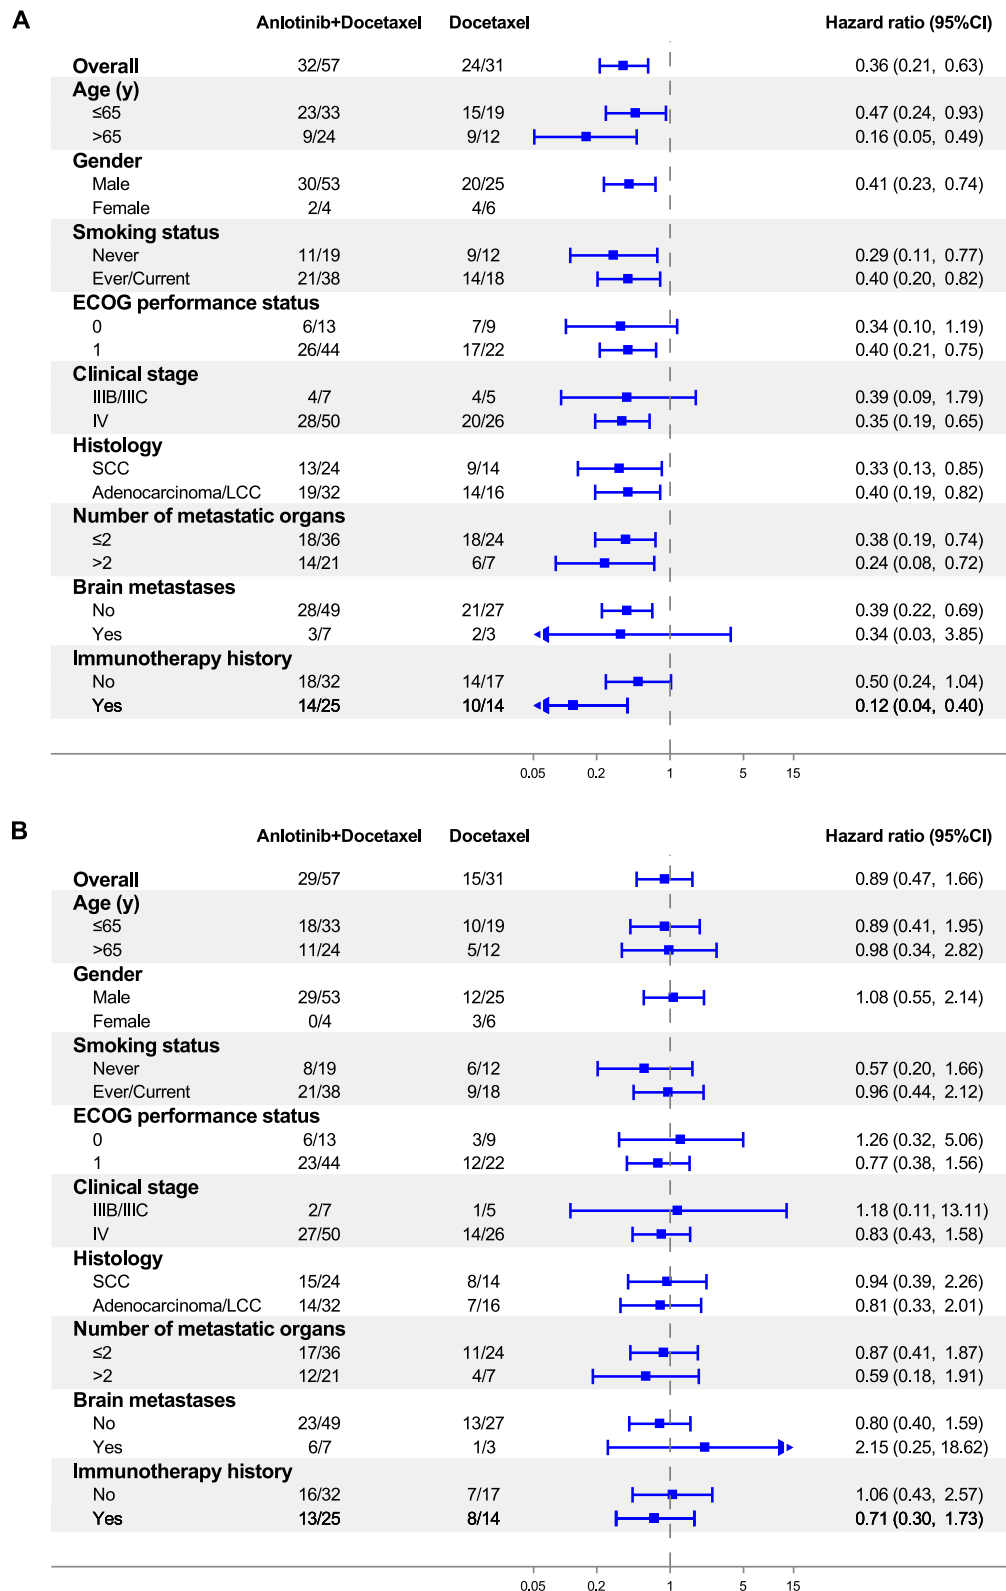 A
Anlotinib+Docetaxel Docetaxel Hazard ratio (95%CI)
Overall 32/57 24/31 0.36 (0.21, 0.63)
Age (y)
≤65 23/33 15/19 0.47 (0.24, 0.93)
>65 9/24 9/12 0.16 (0.05, 0.49)
Gender
Male 30/53 20/25 0.41 (0.23, 0.74)
Female 2/4 4/6
Smoking status
Never 11/19 9/12 0.29 (0.11, 0.77)
Ever/Current 21/38 14/18 0.40 (0.20, 0.82)
ECOG performance status
0 6/13 7/9 0.34 (0.10, 1.19)
1 26/44 17/22 0.40 (0.21, 0.75)
Clinical stage
IIIB/IIIC 4/7 4/5 0.39 (0.09, 1.79)
IV 28/50 20/26 0.35 (0.19, 0.65)
Histology
SCC 13/24 9/14 0.33 (0.13, 0.85)
Adenocarcinoma/LCC 19/32 14/16 0.40 (0.19, 0.82)
Number of metastatic organs
≤2 18/36 18/24 0.38 (0.19, 0.74)
>2 14/21 6/7 0.24 (0.08, 0.72)
Brain metastases
No 28/49 21/27 0.39 (0.22, 0.69)
Yes 3/7 2/3 0.34 (0.03, 3.85)
Immunotherapy history
No 18/32 14/17 0.50 (0.24, 1.04)
Yes 14/25 10/14 0.12 (0.04, 0.40)
0.05 0.2 1 5 15
B
Anlotinib+Docetaxel Docetaxel Hazard ratio (95%CI)
Overall 29/57 15/31 0.89 (0.47, 1.66)
Age (y)
≤65 18/33 10/19 0.89 (0.41, 1.95)
>65 11/24 5/12 0.98 (0.34, 2.82)
Gender
Male 29/53 12/25 1.08 (0.55, 2.14)
Female 0/4 3/6
Smoking status
Never 8/19 6/12 0.57 (0.20, 1.66)
Ever/Current 21/38 9/18 0.96 (0.44, 2.12)
ECOG performance status
0 6/13 3/9 1.26 (0.32, 5.06)
1 23/44 12/22 0.77 (0.38, 1.56)
Clinical stage
IIIB/IIIC 2/7 1/5 1.18 (0.11, 13.11)
IV 27/50 14/26 0.83 (0.43, 1.58)
Histology
SCC 15/24 8/14 0.94 (0.39, 2.26)
Adenocarcinoma/LCC 14/32 7/16 0.81 (0.33, 2.01)
Number of metastatic organs
≤2 17/36 11/24 0.87 (0.41, 1.87)
>2 12/21 4/7 0.59 (0.18, 1.91)
Brain metastases
No 23/49 13/27 0.80 (0.40, 1.59)
Yes 6/7 1/3 2.15 (0.25, 18.62)
Immunotherapy history
No 16/32 7/17 1.06 (0.43, 2.57)
Yes 13/25 8/14 0.71 (0.30, 1.73)
0.05 0.2 1 5 15